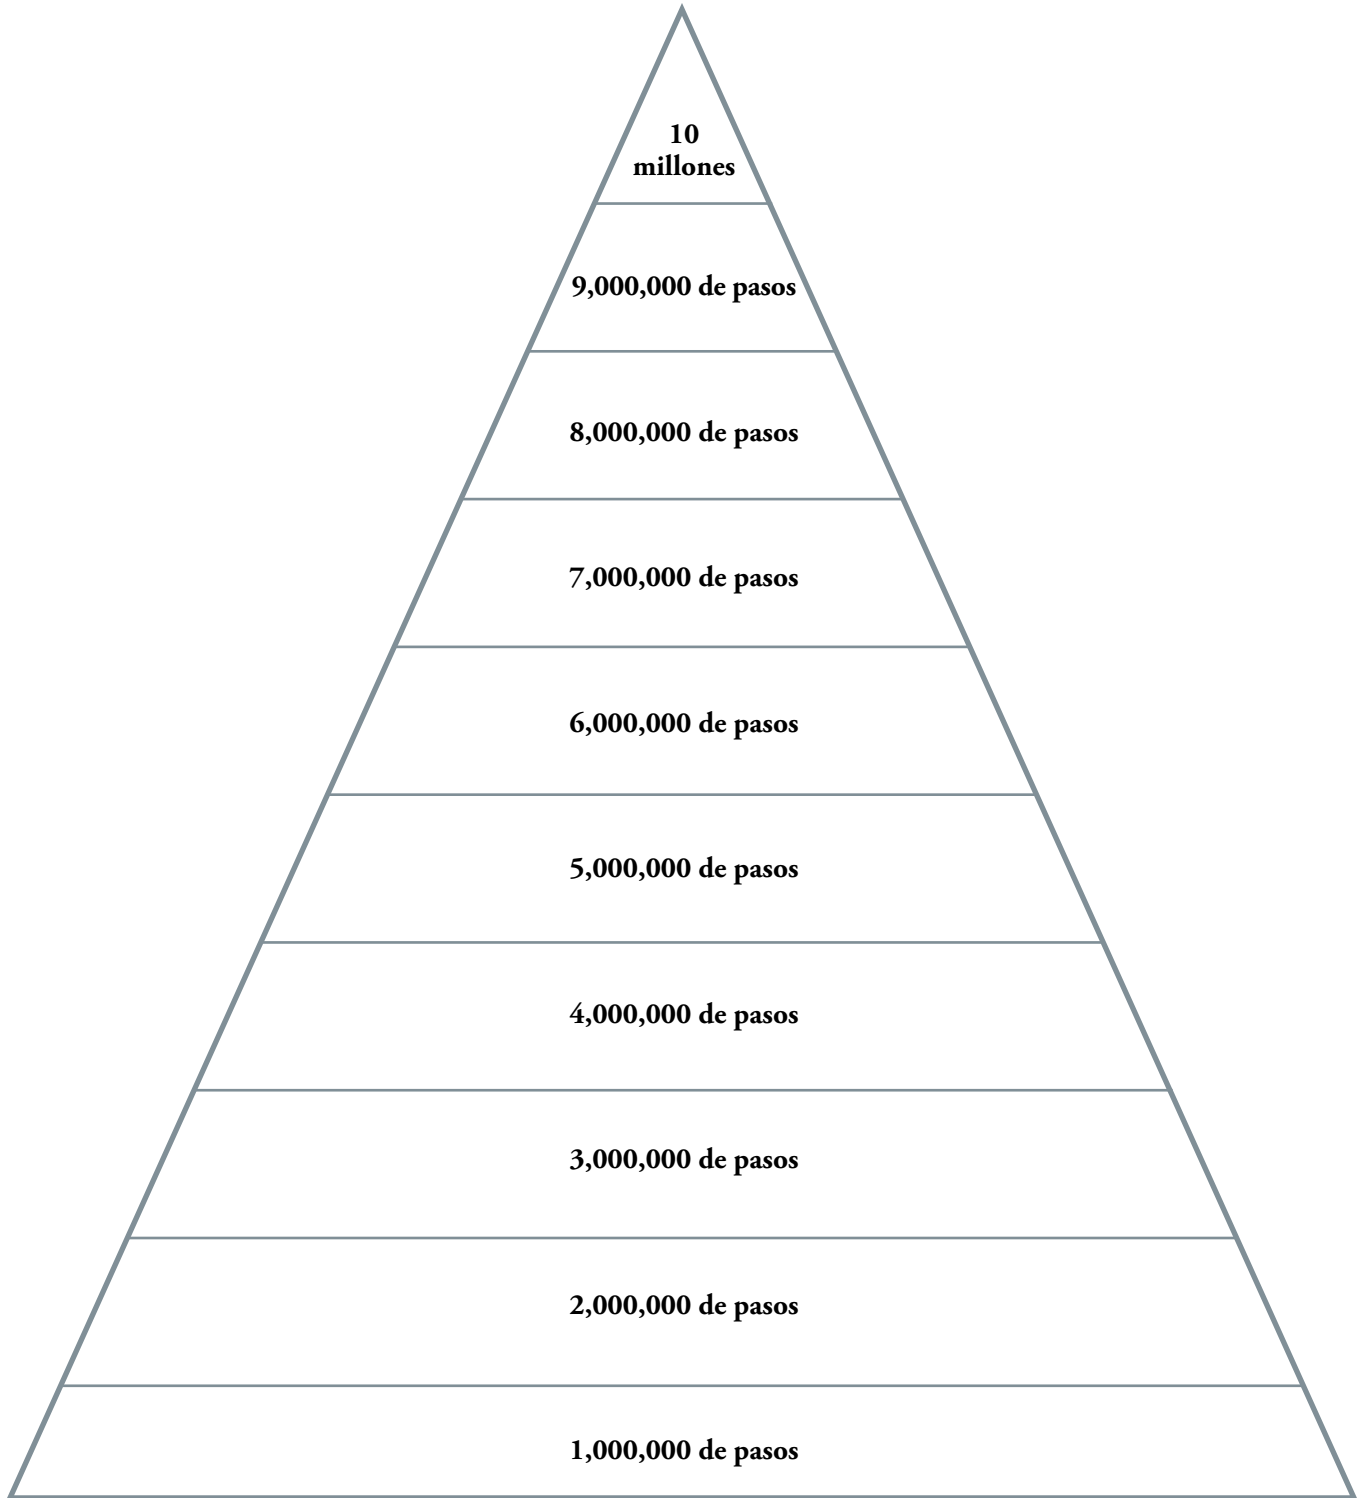 10
millones
9,000,000 de pasos
8,000,000 de pasos
7,000,000 de pasos
6,000,000 de pasos
5,000,000 de pasos
4,000,000 de pasos
3,000,000 de pasos
2,000,000 de pasos
1,000,000 de pasos